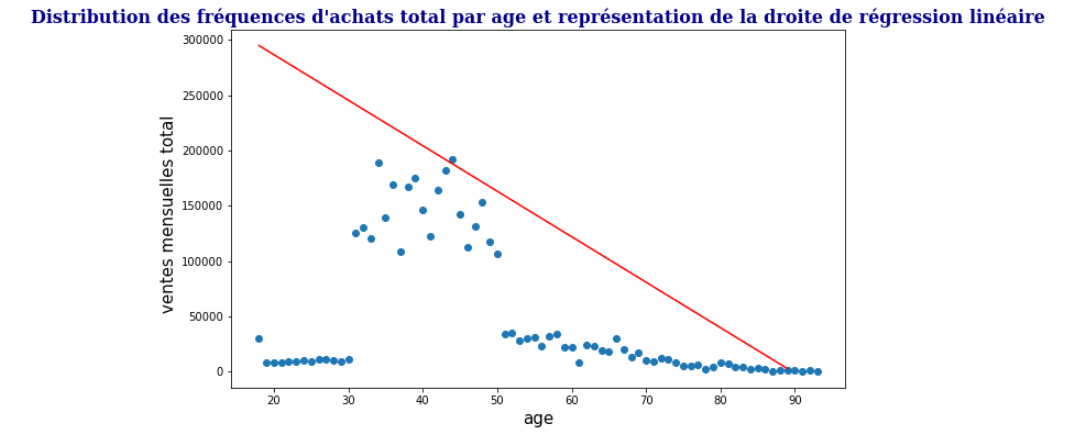 Distribution des fréquences d'achats total par age et représentation de la droite de régression linéaire
300000
250000
200000
150000
100000
50000
0
ventes mensuelles total
20 30 40 50 60 70 80 90
age